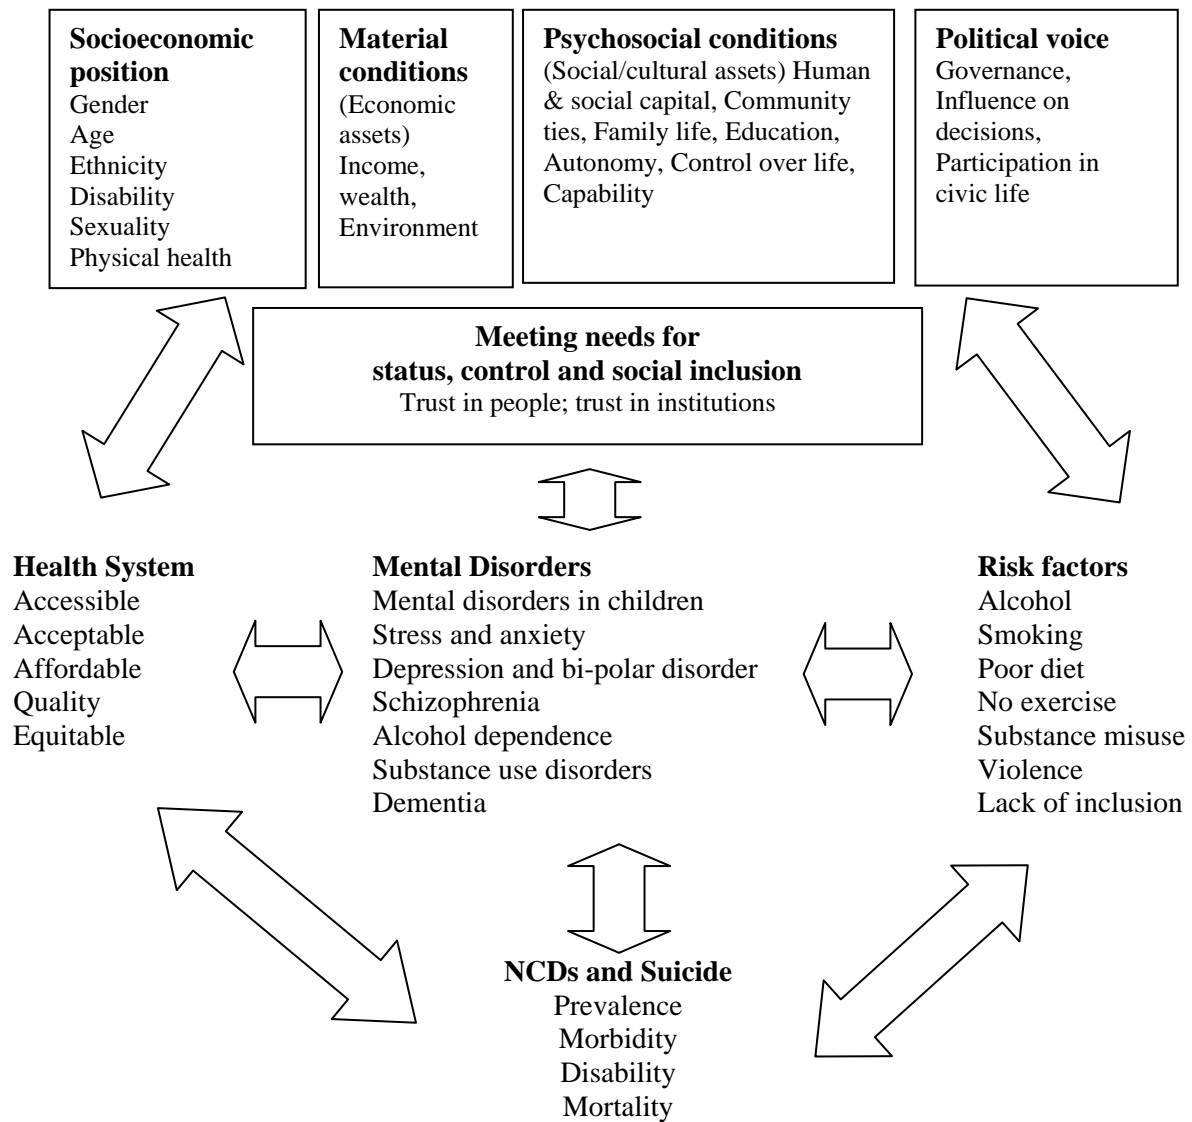 Socioeconomic
position
Gender
Age
Ethnicity
Disability
Sexuality
Physical health
Material
conditions
(Economic
assets)
Income,
wealth,
Environment
Psychosocial conditions
(Social/cultural assets) Human
& social capital, Community
ties, Family life, Education,
Autonomy, Control over life,
Capability
Political voice
Governance,
Influence on
decisions,
Participation in
civic life
Meeting needs for
status, control and social inclusion
Trust in people; trust in institutions
Health System
Accessible
Acceptable
Affordable
Quality
Equitable
Mental Disorders
Mental disorders in children
Stress and anxiety
Depression and bi-polar disorder
Schizophrenia
Alcohol dependence
Substance use disorders
Dementia
Risk factors
Alcohol
Smoking
Poor diet
No exercise
Substance misuse
Violence
Lack of inclusion
NCDs and Suicide
Prevalence
Morbidity
Disability
Mortality